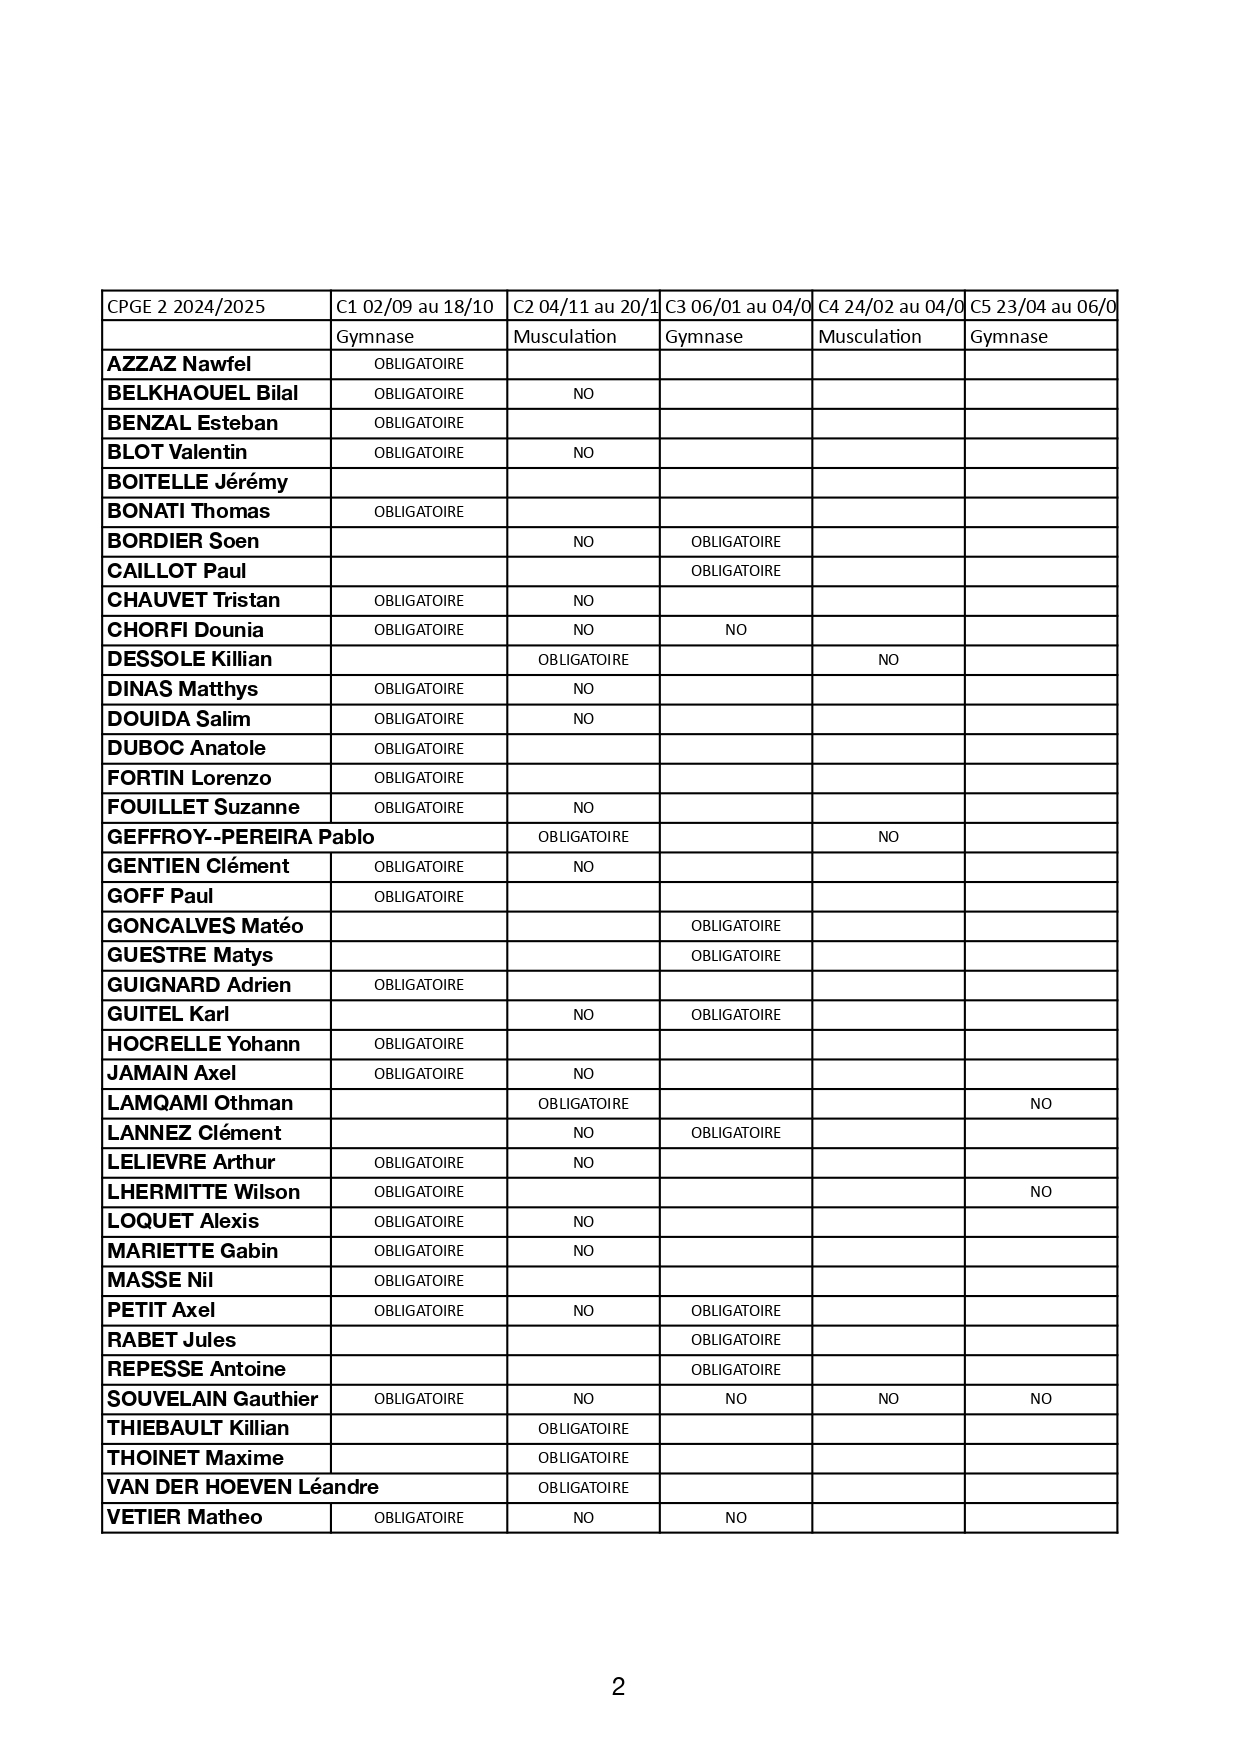 CPGE 2 2024/2025 C1 02/09 au 18/10 C2 04/11 au 20/1 C3 06/01 au 04/0 C4 24/02 au 04/0 C5 23/04 au 06/0
Gymnase Musculation Gymnase Musculation Gymnase
AZZAZ Nawfel OBLIGATOIRE
BELKHAOUEL Bilal OBLIGATOIRE NO
BENZAL Esteban OBLIGATOIRE
BLOT Valentin OBLIGATOIRE NO
BOITELLE Jérémy
BONATI Thomas OBLIGATOIRE
BORDIER Soen NO OBLIGATOIRE
CAILLOT Paul OBLIGATOIRE
CHAUVET Tristan OBLIGATOIRE NO
CHORFI Dounia OBLIGATOIRE NO NO
DESSOLE Killian OBLIGATOIRE NO
DINAS Matthys OBLIGATOIRE NO
DOUIDA Salim OBLIGATOIRE NO
DUBOC Anatole OBLIGATOIRE
FORTIN Lorenzo OBLIGATOIRE
FOUILLET Suzanne OBLIGATOIRE NO
GEFFROY--PEREIRA Pablo OBLIGATOIRE NO
GENTIEN Clément OBLIGATOIRE NO
GOFF Paul OBLIGATOIRE
GONCALVES Matéo OBLIGATOIRE
GUESTRE Matys OBLIGATOIRE
GUIGNARD Adrien OBLIGATOIRE
GUITEL Karl NO OBLIGATOIRE
HOCRELLE Yohann OBLIGATOIRE
JAMAIN Axel OBLIGATOIRE NO
LAMQAMI Othman OBLIGATOIRE NO
LANNEZ Clément NO OBLIGATOIRE
LELIEVRE Arthur OBLIGATOIRE NO
LHERMITTE Wilson OBLIGATOIRE NO
LOQUET Alexis OBLIGATOIRE NO
MARIETTE Gabin OBLIGATOIRE NO
MASSE Nil OBLIGATOIRE
PETIT Axel OBLIGATOIRE NO OBLIGATOIRE
RABET Jules OBLIGATOIRE
REPESSE Antoine OBLIGATOIRE
SOUVELAIN Gauthier OBLIGATOIRE NO NO NO NO
THIEBAULT Killian OBLIGATOIRE
THOINET Maxime OBLIGATOIRE
VAN DER HOEVEN Léandre OBLIGATOIRE
VETIER Matheo OBLIGATOIRE NO NO
2